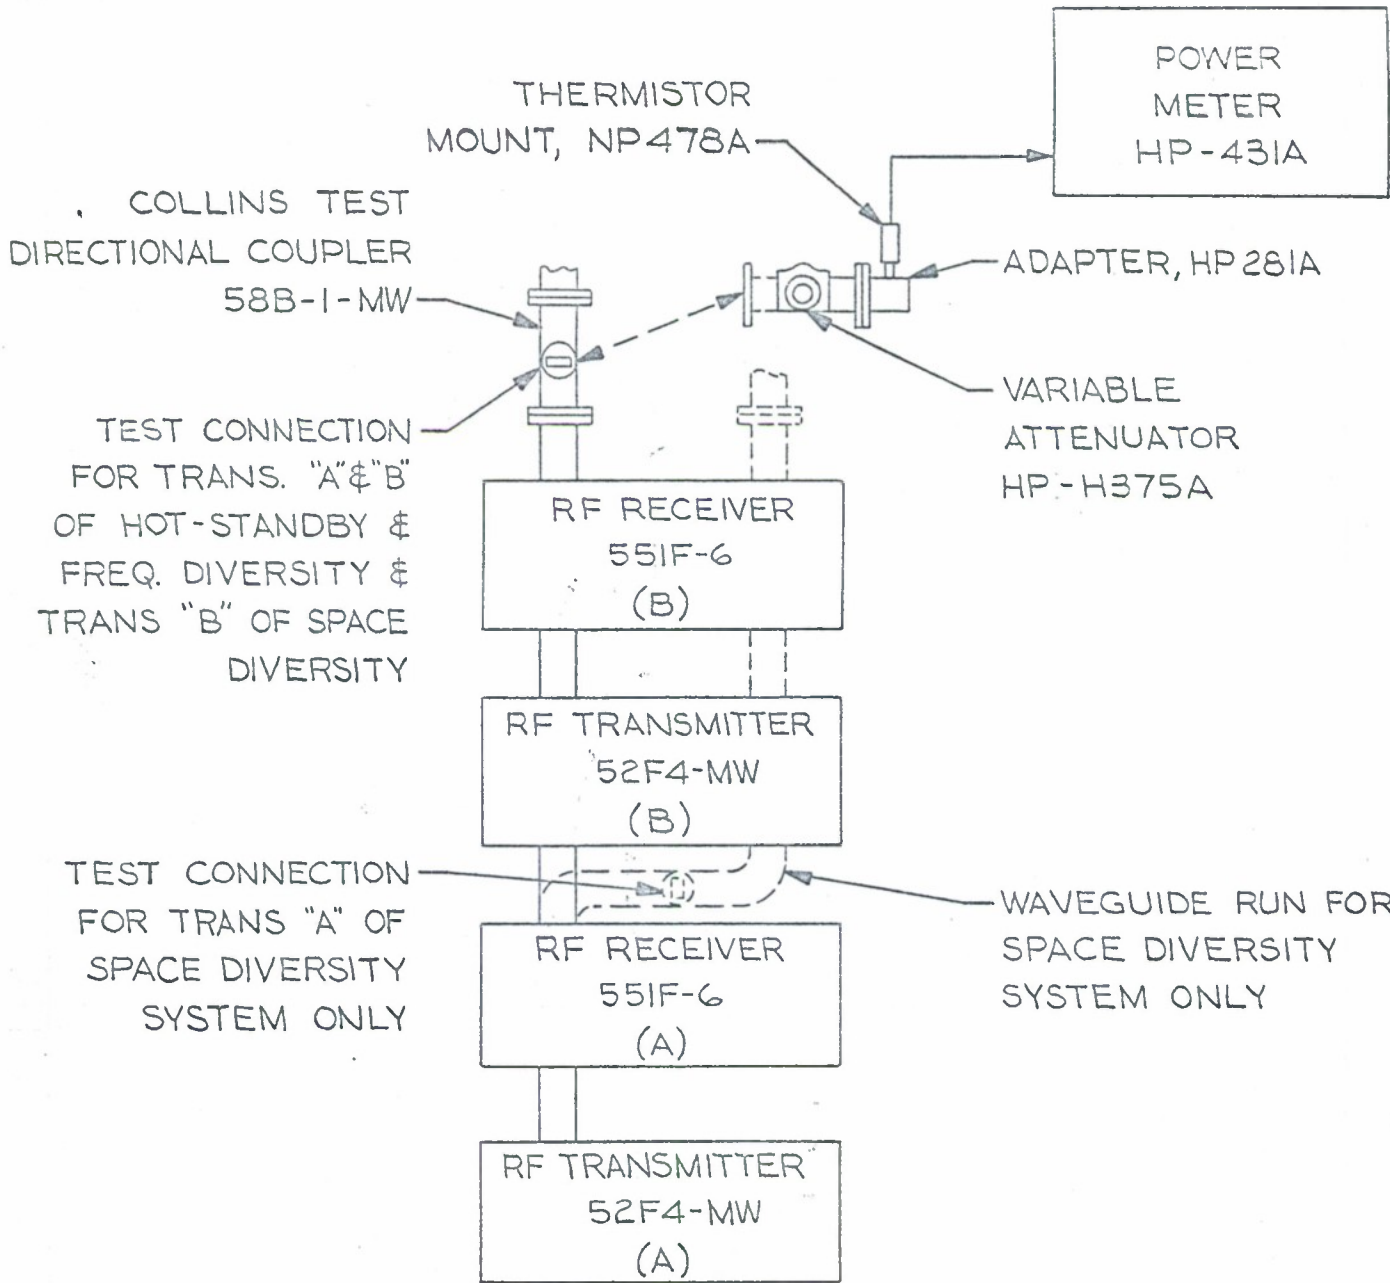 POWER
METER
HP-431A
THERMISTOR
MOUNT, NP478A
COLLINS TEST
DIRECTIONAL COUPLER
58B-1-MW
ADAPTER, HP281A
VARIABLE
ATTENUATOR
HP-H375A
TEST CONNECTION
FOR TRANS. "A" & "B"
OF HOT-STANDBY &
FREQ. DIVERSITY &
TRANS "B" OF SPACE
DIVERSITY
RF RECEIVER
551F-6
(B)
RF TRANSMITTER
52F4-MW
(B)
TEST CONNECTION
FOR TRANS "A" OF
SPACE DIVERSITY
SYSTEM ONLY
WAVEGUIDE RUN FOR
SPACE DIVERSITY
SYSTEM ONLY
RF RECEIVER
551F-6
(A)
RF TRANSMITTER
52F4-MW
(A)